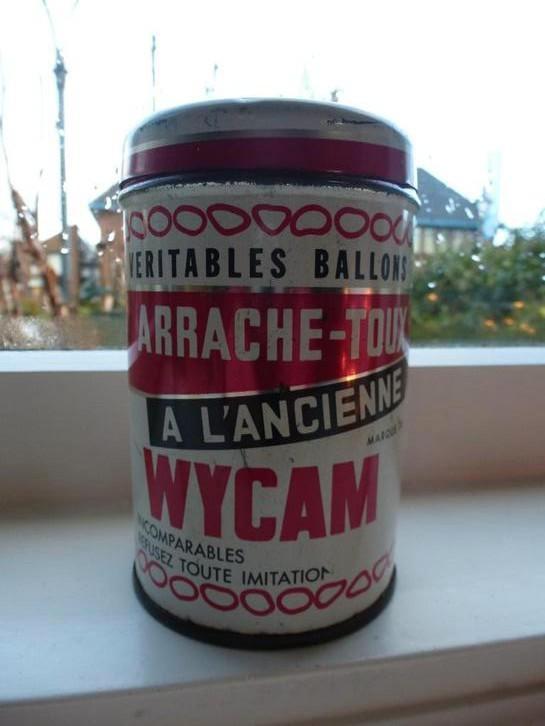 VERITABLES BALLONS
ARRACHE-TOUX
A L'ANCIENNE
WYCAM
INCOMPARABLES
REFUSEZ TOUTE IMITATION